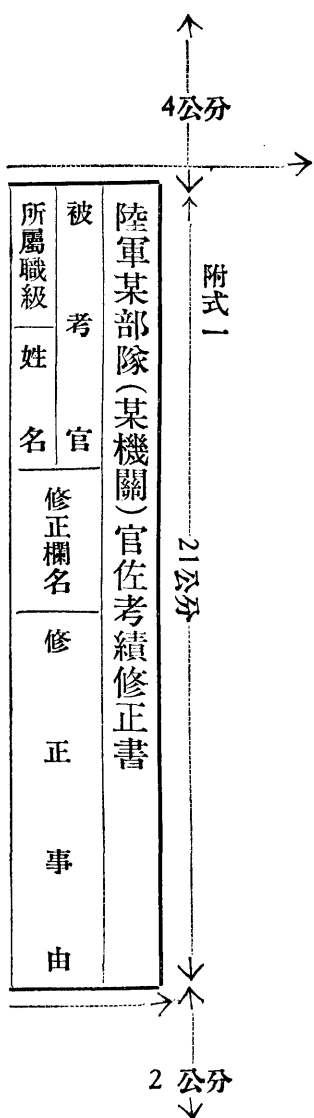 附式一
4公分
21公分
2 公分
陸軍某部隊(某機關)官佐考績修正書
被考官
所屬職級
姓名
修正欄名
修正事由